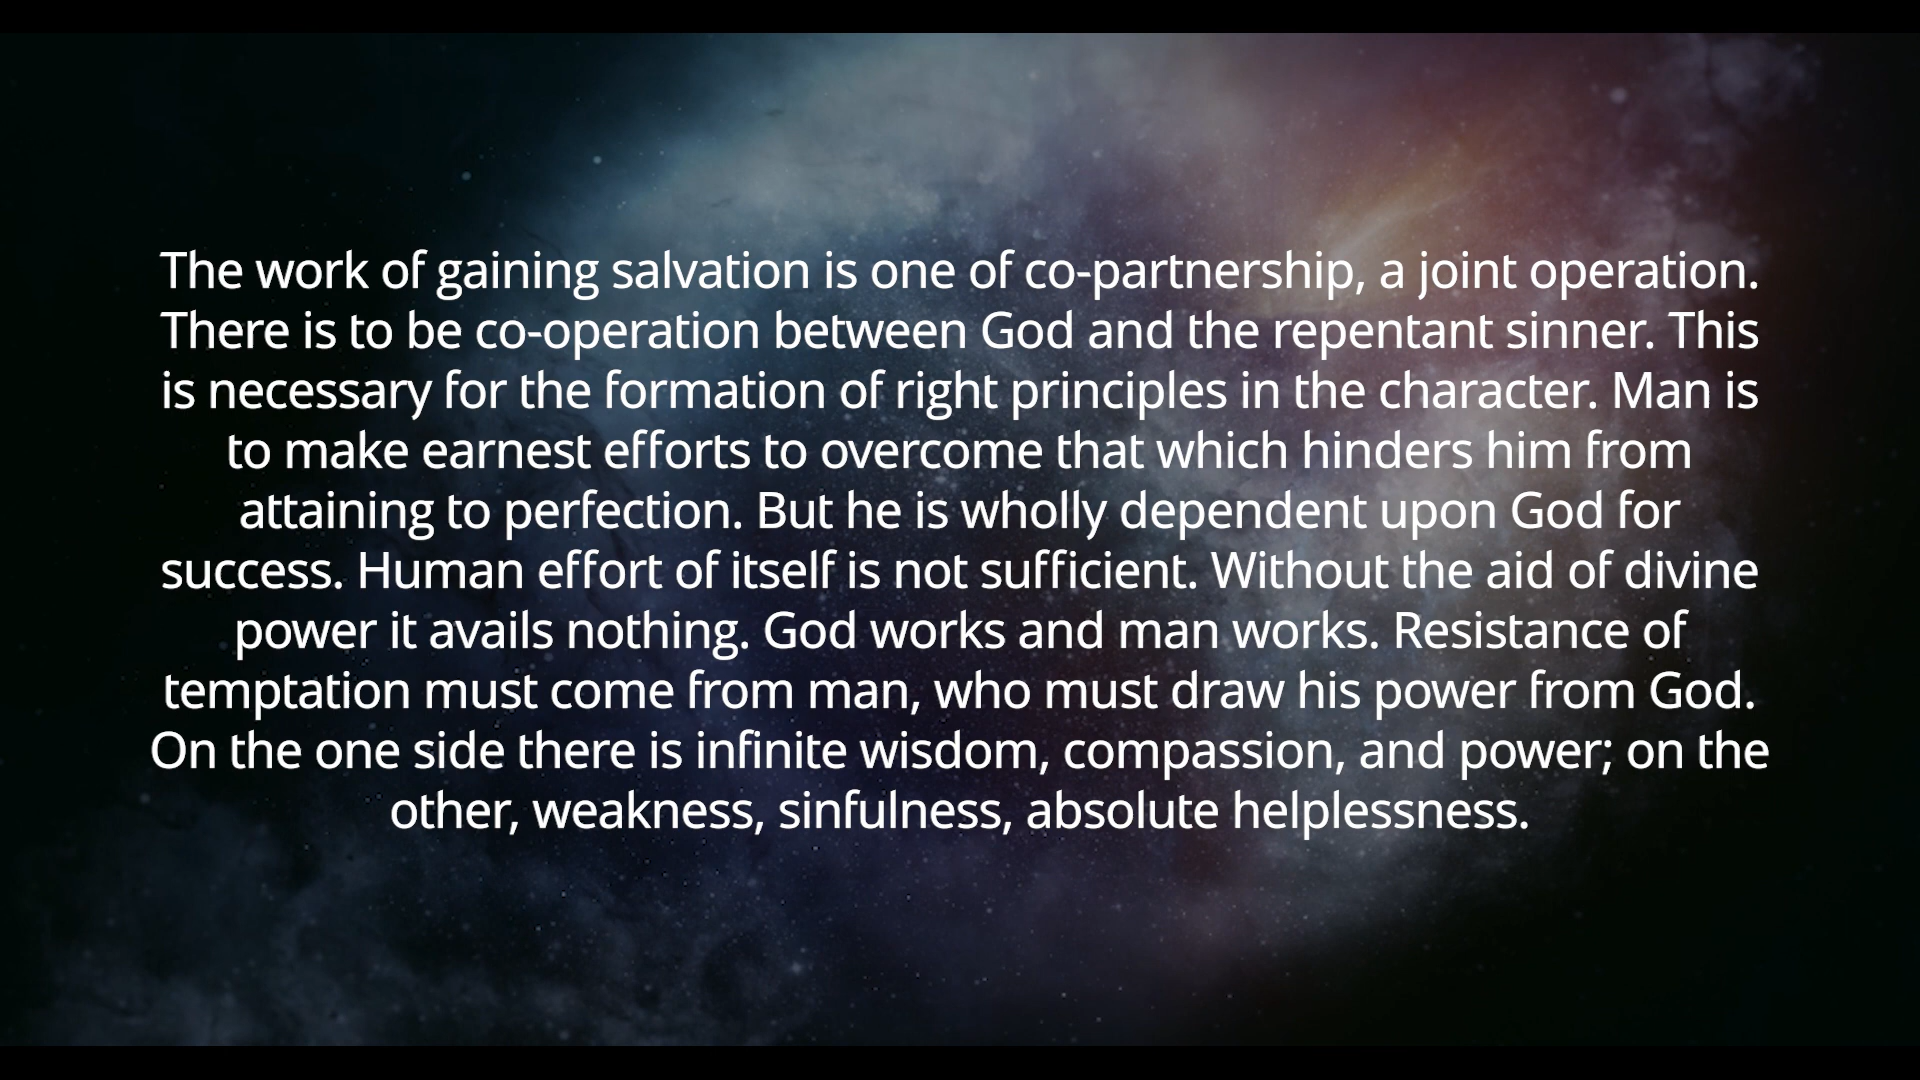 The work of gaining salvation is one of co-partnership, a joint operation.
There is to be co-operation between God and the repentant sinner. This
is necessary for the formation of right principles in the character. Man is
to make earnest efforts to overcome that which hinders him from
attaining to perfection. But he is wholly dependent upon God for
success. Human effort of itself is not sufficient. Without the aid of divine
power it avails nothing. God works and man works. Resistance of
temptation must come from man, who must draw his power from God.
On the one side there is infinite wisdom, compassion, and power; on the
other, weakness, sinfulness, absolute helplessness.